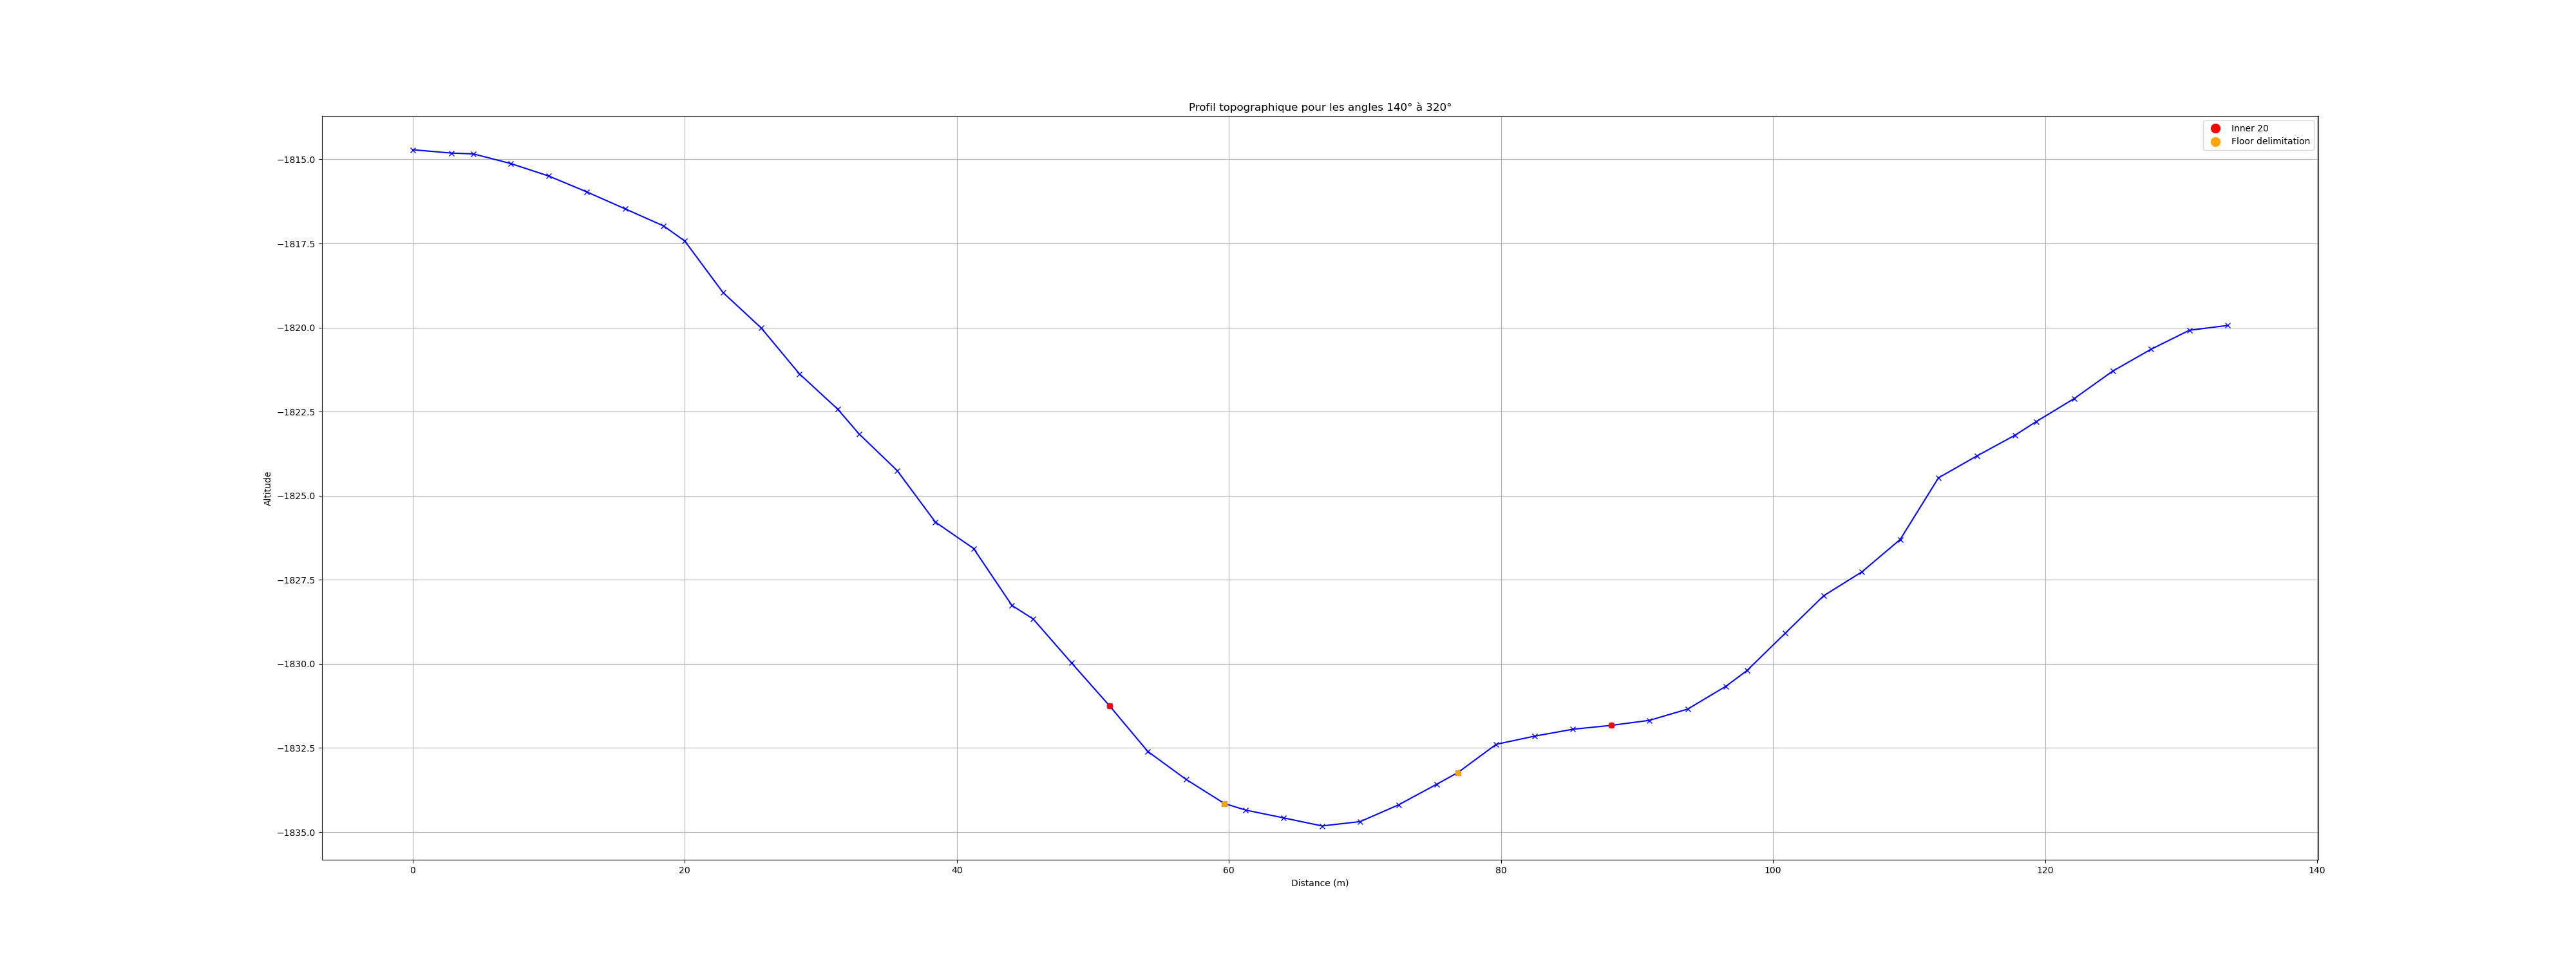 Profil topographique pour les angles 140° à 320°
Inner 20
Floor delimitation
Altitude
−1815.0
−1817.5
−1820.0
−1822.5
−1825.0
−1827.5
−1830.0
−1832.5
−1835.0
0 20 40 60 80 100 120 140
Distance (m)